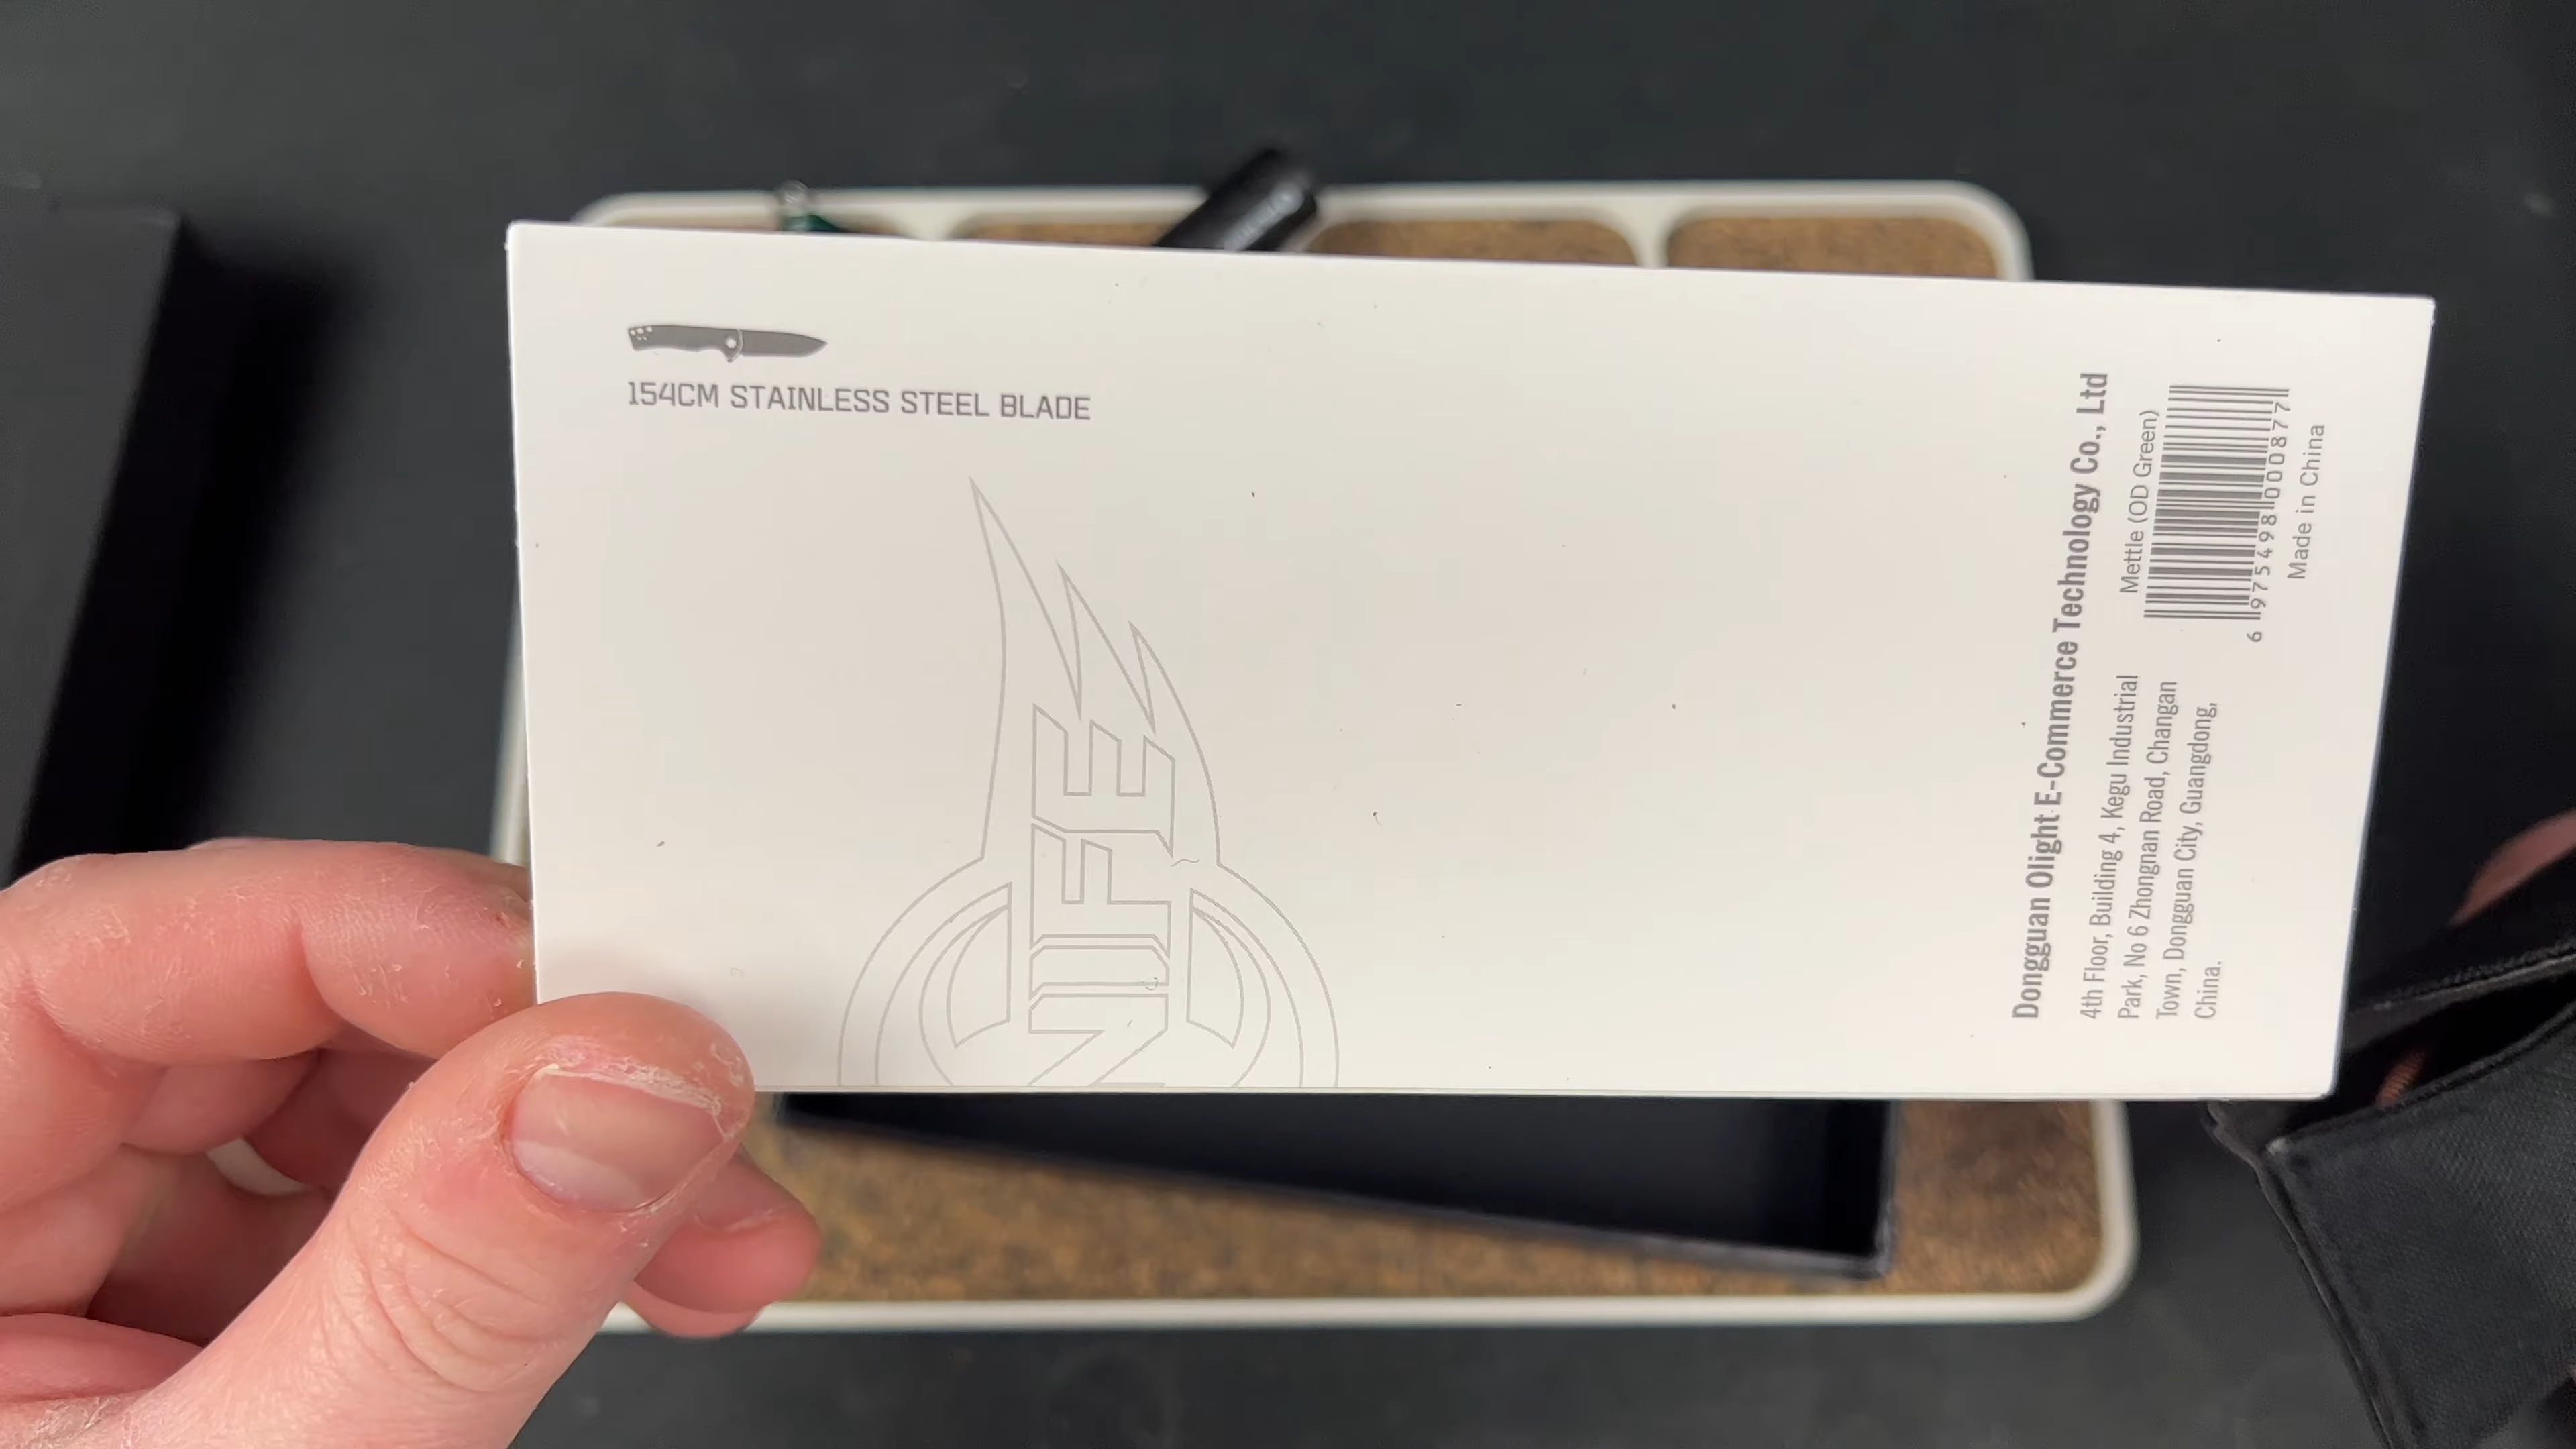 154CM STAINLESS STEEL BLADE
NIFE
Dongguan Olight E-Commerce Technology Co., Ltd
4th Floor, Building 4, Kegu Industrial
Park, No 6 Zhongnan Road, Changan
Town, Dongguan City, Guangdong,
China.
Mettle (OD Green)
6 975498 000877
Made in China